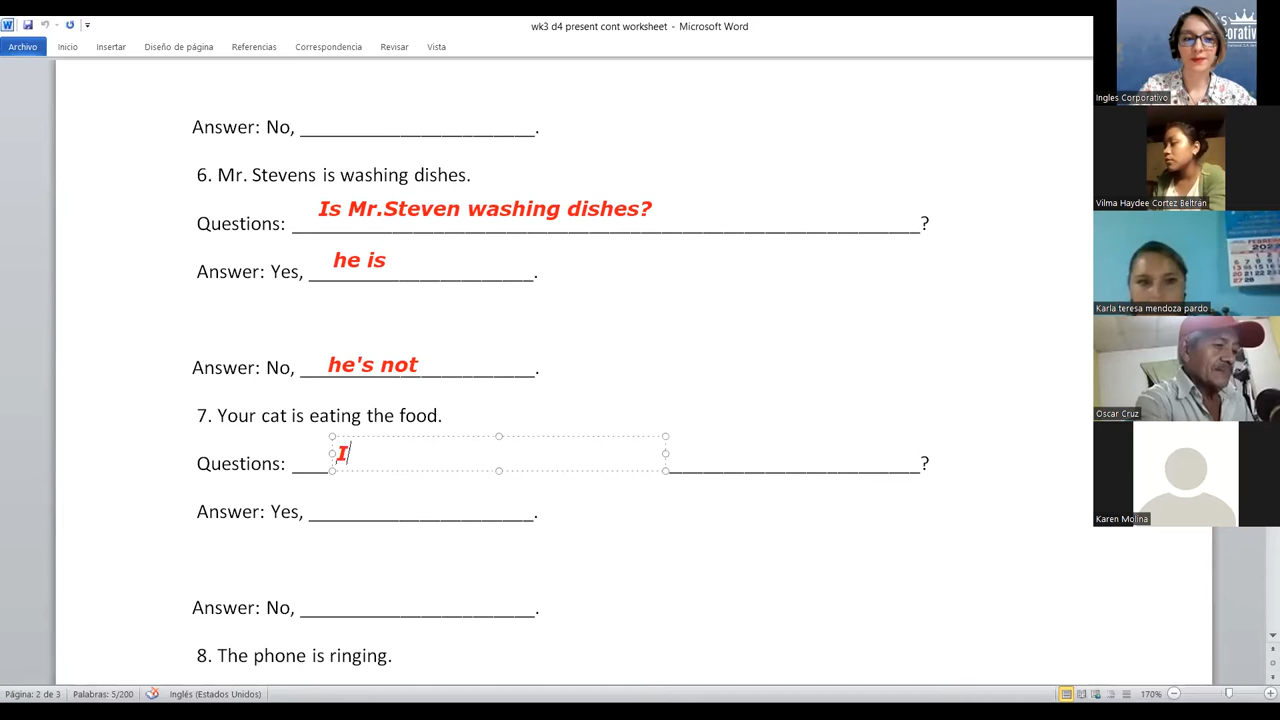 wk3 d4 present cont worksheet - Microsoft Word
Archivo Inicio Insertar Diseño de página Referencias Correspondencia Revisar Vista
Answer: No, ________________________.
6. Mr. Stevens is washing dishes.
Is Mr.Steven washing dishes?
Questions: ________________________?
he is
Answer: Yes, ________________________.
he's not
Answer: No, ________________________.
7. Your cat is eating the food.
I
Questions: ________________________?
Answer: Yes, ________________________.
Answer: No, ________________________.
8. The phone is ringing.
Página: 2 de 3 Palabras: 5/200 Inglés (Estados Unidos) 170%
Ingles Corporativo
Vilma Haydee Cortez Beltrán
Karla teresa mendoza pardo
Oscar Cruz
Karen Molina